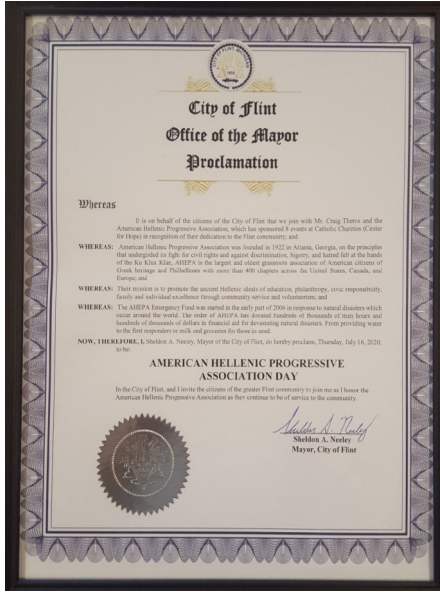 City of Flint
Office of the Mayor
Proclamation
Whereas
It is on behalf of the citizens of the City of Flint that we join with Mr. Craig Theros and the
American Hellenic Progressive Association, which has sponsored 8 events at Catholic Charities (Center
for Hope) in recognition of their dedication to the Flint community; and
WHEREAS: American Hellenic Progressive Association was founded in 1922 in Atlanta, Georgia, on the principles
that undergirded its fight for civil rights and against discrimination, bigotry, and hatred felt at the hands
of the Ku Klux Klan, AHEPA is the largest and oldest grassroots association of American citizens of
Greek heritage and Philhellenes with more than 400 chapters across the United States, Canada, and
Europe; and
WHEREAS: Their mission is to promote the ancient Hellenic ideals of education, philanthropy, civic responsibility,
family and individual excellence through community service and volunteerism; and
WHEREAS: The AHEPA Emergency Fund was started in the early part of 2006 in response to natural disasters which
occur around the world. The order of AHEPA has donated hundreds of thousands of man hours and
hundreds of thousands of dollars in financial aid for devastating natural disasters. From providing water
to the first responders or milk and groceries for those in need.
NOW, THEREFORE, I, Sheldon A. Neeley, Mayor of the City of Flint, do hereby proclaim, Thursday, July 16, 2020,
to be:
AMERICAN HELLENIC PROGRESSIVE
ASSOCIATION DAY
In the City of Flint, and I invite the citizens of the greater Flint community to join me as I honor the
American Hellenic Progressive Association as they continue to be of service to the community.
Sheldon A. Neeley
Sheldon A. Neeley
Mayor, City of Flint